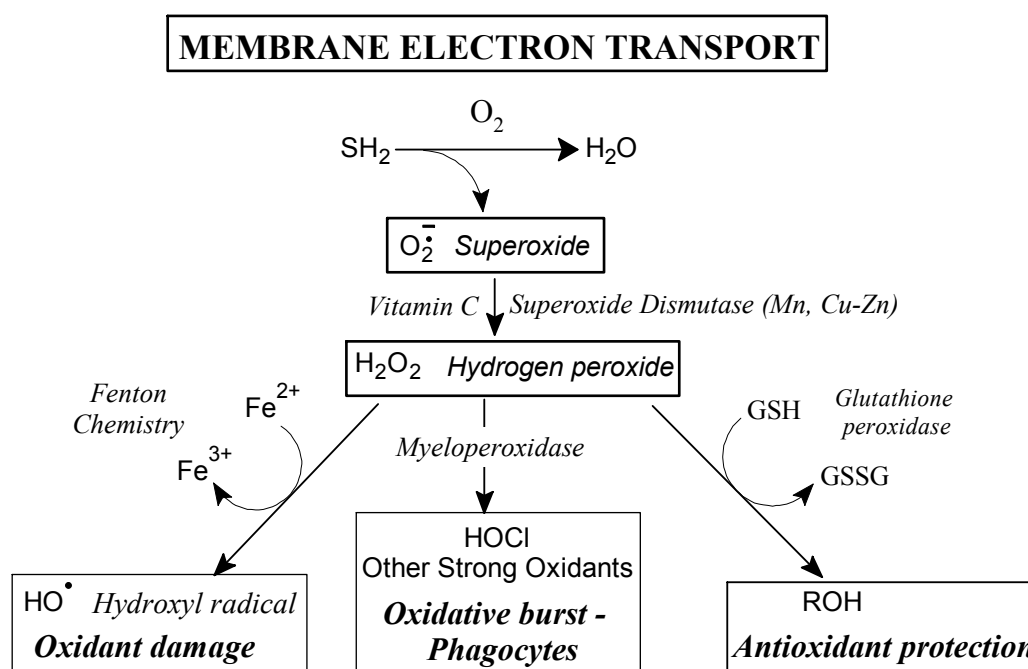 MEMBRANE ELECTRON TRANSPORT
O₂
SH₂ H₂O
O₂•⁻ Superoxide
Vitamin C Superoxide Dismutase (Mn, Cu-Zn)
H₂O₂ Hydrogen peroxide
Fenton
Chemistry
Fe²⁺
Fe³⁺
Myeloperoxidase
GSH
GSSG
Glutathione
peroxidase
HO• Hydroxyl radical
Oxidant damage
HOCl
Other Strong Oxidants
Oxidative burst -
Phagocytes
ROH
Antioxidant protection